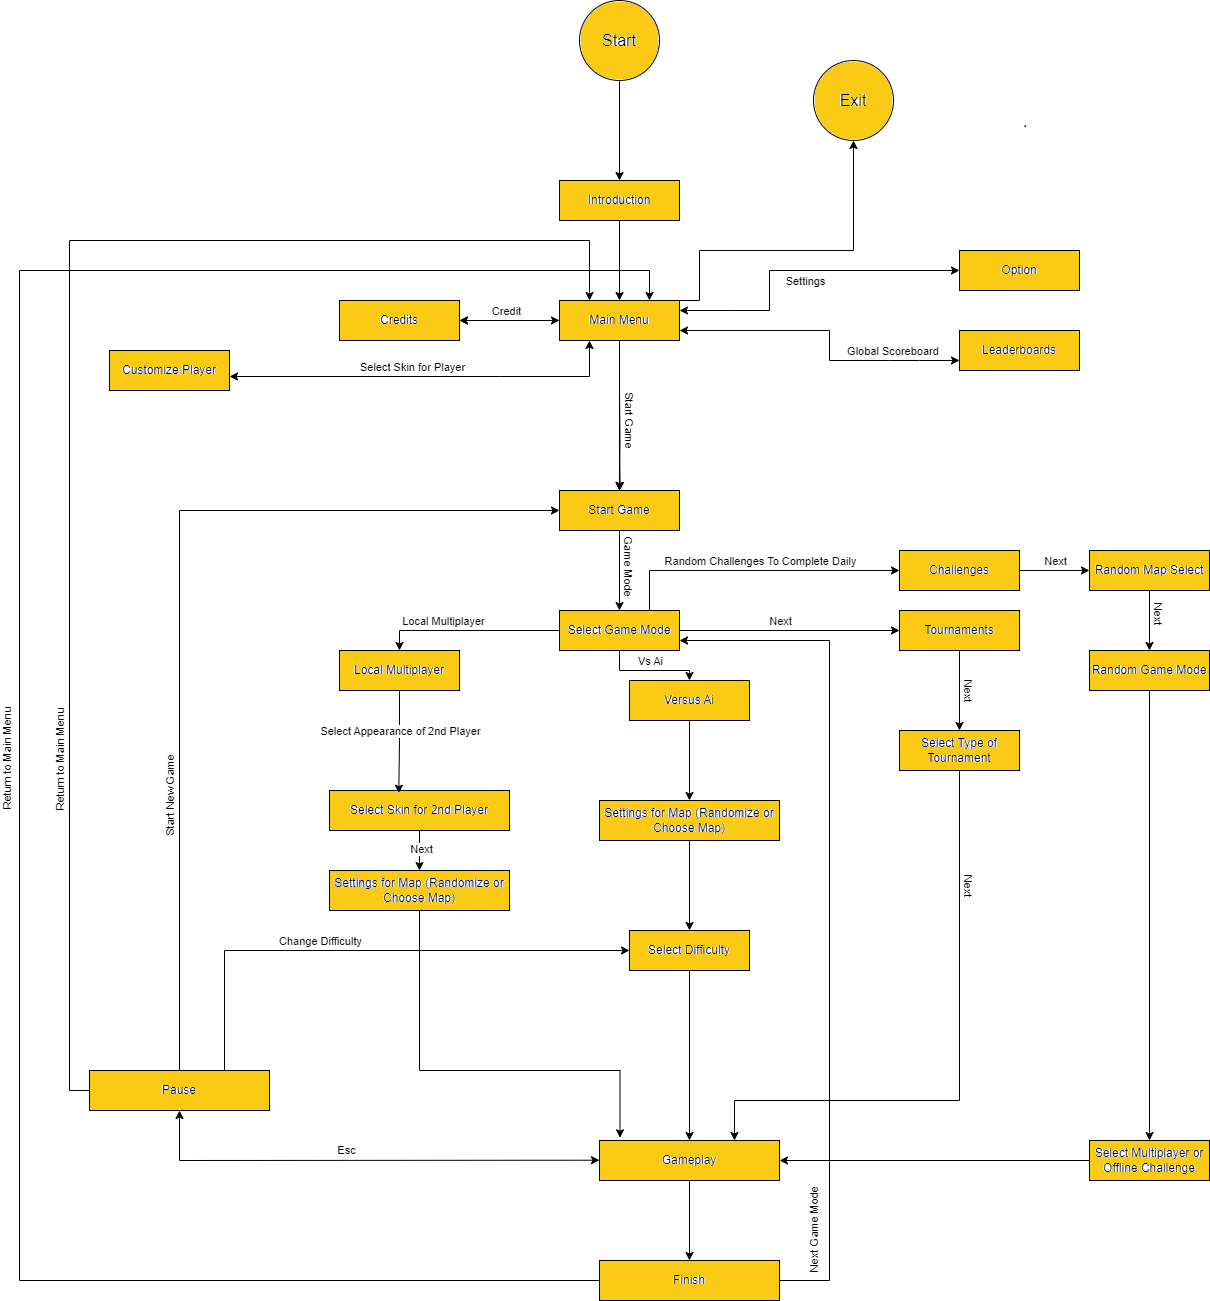 Start
Exit
.
Introduction
Option
Settings
Credit
Credits
Main Menu
Global Scoreboard
Leaderboards
Customize Player
Select Skin for Player
Start Game
Start Game
Game Mode
Random Challenges To Complete Daily
Challenges
Next
Random Map Select
Next
Local Multiplayer
Select Game Mode
Next
Tournaments
Local Multiplayer
Vs Ai
Random Game Mode
Versus Ai
Next
Select Appearance of 2nd Player
Select Type of
Tournament
Return to Main Menu
Return to Main Menu
Start New Game
Select Skin for 2nd Player
Settings for Map (Randomize or
Choose Map)
Next
Settings for Map (Randomize or
Choose Map)
Next
Change Difficulty
Select Difficulty
Pause
Esc
Gameplay
Select Multiplayer or
Offline Challenge
Next Game Mode
Finish